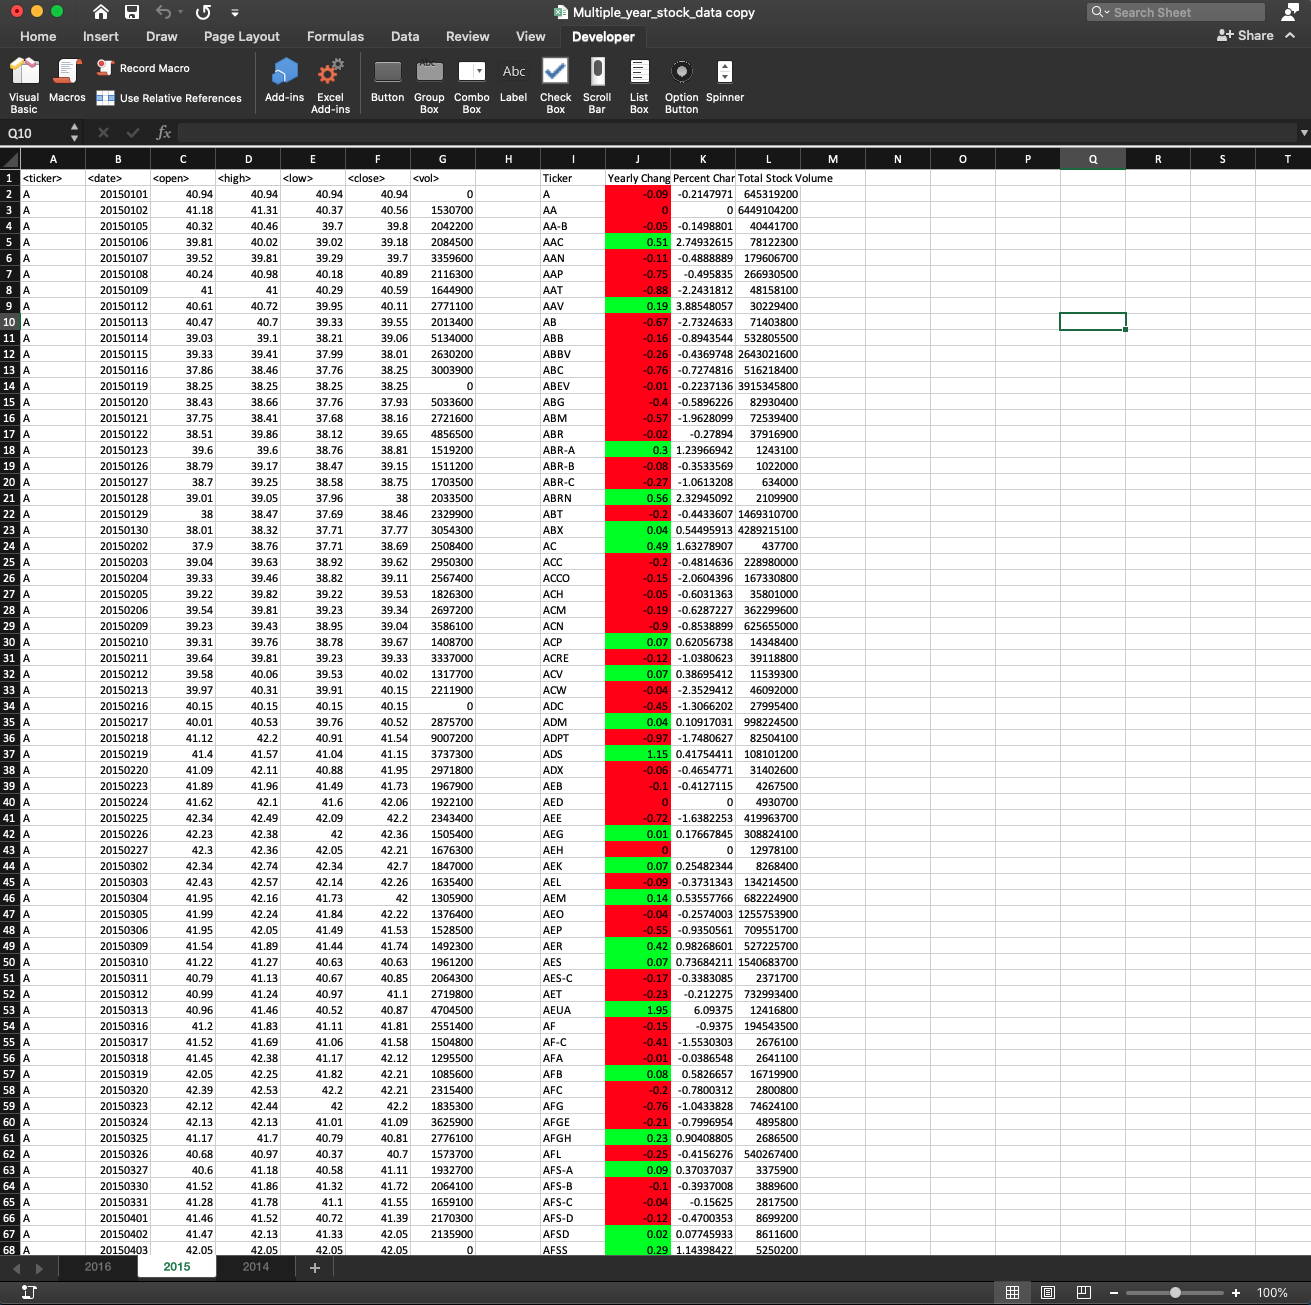 Multiple_year_stock_data copy
Search Sheet
Home Insert Draw Page Layout Formulas Data Review View Developer
Share
Visual Basic
Macros
Record Macro
Use Relative References
Add-ins
Excel Add-ins
Button
Group Box
Combo Box
Abc
Label
Check Box
Scroll Bar
List Box
Option Button
Spinner
Q10 fx
A B C D E F G H I J K L M N O P Q R S T
1 <ticker> <date> <open> <high> <low> <close> <vol> Ticker Yearly Chang Percent Char Total Stock Volume
2 A 20150101 40.94 40.94 40.94 40.94 0 A -0.09 -0.2147971 645319200
3 A 20150102 41.18 41.31 40.37 40.56 1530700 AA 0 0 6449104200
4 A 20150105 40.32 40.46 39.7 39.8 2042200 AA-B -0.05 -0.1498801 40441700
5 A 20150106 39.81 40.02 39.02 39.18 2084500 AAC 0.51 2.74932615 78122300
6 A 20150107 39.52 39.81 39.29 39.7 3359600 AAN -0.11 -0.4888889 179606700
7 A 20150108 40.24 40.98 40.18 40.89 2116300 AAP -0.75 -0.495835 266930500
8 A 20150109 41 41 40.29 40.59 1644900 AAT -0.88 -2.2431812 48158100
9 A 20150112 40.61 40.72 39.95 40.11 2771100 AAV 0.19 3.88548057 30229400
10 A 20150113 40.47 40.7 39.33 39.55 2013400 AB -0.67 -2.7324633 71403800
11 A 20150114 39.03 39.1 38.21 39.06 5134000 ABB -0.16 -0.8943544 532805500
12 A 20150115 39.33 39.41 37.99 38.01 2630200 ABBV -0.26 -0.4369748 2643021600
13 A 20150116 37.86 38.46 37.76 38.25 3003900 ABC -0.76 -0.7274816 516218400
14 A 20150119 38.25 38.25 38.25 38.25 0 ABEV -0.01 -0.2237136 3915345800
15 A 20150120 38.43 38.66 37.76 37.93 5033600 ABG -0.4 -0.5896226 82930400
16 A 20150121 37.75 38.41 37.68 38.16 2721600 ABM -0.57 -1.9628099 72539400
17 A 20150122 38.51 39.86 38.12 39.65 4856500 ABR -0.02 -0.27894 37916900
18 A 20150123 39.6 39.6 38.76 38.81 1519200 ABR-A 0.3 1.23966942 1243100
19 A 20150126 38.79 39.17 38.47 39.15 1511200 ABR-B -0.08 -0.3533569 1022000
20 A 20150127 38.7 39.25 38.58 38.75 1703500 ABR-C -0.27 -1.0613208 634000
21 A 20150128 39.01 39.05 37.96 38 2033500 ABRN 0.56 2.32945092 2109900
22 A 20150129 38 38.47 37.69 38.46 2329900 ABT -0.2 -0.4433607 1469310700
23 A 20150130 38.01 38.32 37.71 37.77 3054300 ABX 0.04 0.54495913 4289215100
24 A 20150202 37.9 38.76 37.71 38.69 2508400 AC 0.49 1.63278907 437700
25 A 20150203 39.04 39.63 38.92 39.62 2950300 ACC -0.2 -0.4814636 228980000
26 A 20150204 39.33 39.46 38.82 39.11 2567400 ACCO -0.15 -2.0604396 167330800
27 A 20150205 39.22 39.82 39.22 39.53 1826300 ACH -0.05 -0.6031363 35801000
28 A 20150206 39.54 39.81 39.23 39.34 2697200 ACM -0.19 -0.6287227 362299600
29 A 20150209 39.23 39.43 38.95 39.04 3586100 ACN -0.9 -0.8538899 625655000
30 A 20150210 39.31 39.76 38.78 39.67 1408700 ACP 0.07 0.62056738 14348400
31 A 20150211 39.64 39.81 39.23 39.33 3337000 ACRE -0.12 -1.0380623 39118800
32 A 20150212 39.58 40.06 39.53 40.02 1317700 ACV 0.07 0.38695412 11539300
33 A 20150213 39.97 40.31 39.91 40.15 2211900 ACW -0.04 -2.3529412 46092000
34 A 20150216 40.15 40.15 40.15 40.15 0 ADC -0.45 -1.3066202 27995400
35 A 20150217 40.01 40.53 39.76 40.52 2875700 ADM 0.04 0.10917031 998224500
36 A 20150218 41.12 42.2 40.91 41.54 9007200 ADPT -0.97 -1.7480627 82504100
37 A 20150219 41.4 41.57 41.04 41.15 3737300 ADS 1.15 0.41754411 108101200
38 A 20150220 41.09 42.11 40.88 41.95 2971800 ADX -0.06 -0.4654771 31402600
39 A 20150223 41.89 41.96 41.49 41.73 1967900 AEB -0.1 -0.4127115 4267500
40 A 20150224 41.62 42.1 41.6 42.06 1922100 AED 0 0 4930700
41 A 20150225 42.34 42.49 42.09 42.2 2343400 AEE -0.72 -1.6382253 419963700
42 A 20150226 42.23 42.38 42 42.36 1505400 AEG 0.01 0.17667845 308824100
43 A 20150227 42.3 42.36 42.05 42.21 1676300 AEH 0 0 12978100
44 A 20150302 42.34 42.74 42.34 42.7 1847000 AEK 0.07 0.25482344 8268400
45 A 20150303 42.43 42.57 42.14 42.26 1635400 AEL -0.09 -0.3731343 134214500
46 A 20150304 41.95 42.16 41.73 42 1305900 AEM 0.14 0.53557766 682224900
47 A 20150305 41.99 42.24 41.84 42.22 1376400 AEO -0.04 -0.2574003 1255753900
48 A 20150306 41.95 42.05 41.49 41.53 1528500 AEP -0.55 -0.9350561 709551700
49 A 20150309 41.54 41.89 41.44 41.74 1492300 AER 0.42 0.98268601 527225700
50 A 20150310 41.22 41.27 40.63 40.63 1961200 AES 0.07 0.73684211 1540683700
51 A 20150311 40.79 41.13 40.67 40.85 2064300 AES-C -0.17 -0.3383085 2371700
52 A 20150312 40.99 41.24 40.97 41.1 2719800 AET -0.23 -0.212275 732993400
53 A 20150313 40.96 41.46 40.52 40.87 4704500 AEUA 1.95 6.09375 12416800
54 A 20150316 41.2 41.83 41.11 41.81 2551400 AF -0.15 -0.9375 194543500
55 A 20150317 41.52 41.69 41.06 41.58 1504800 AF-C -0.41 -1.5530303 2676100
56 A 20150318 41.45 42.38 41.17 42.12 1295500 AFA -0.01 -0.0386548 2641100
57 A 20150319 42.05 42.25 41.82 42.21 1085600 AFB 0.08 0.5826657 16719900
58 A 20150320 42.39 42.53 42.2 42.21 2315400 AFC -0.2 -0.7800312 2800800
59 A 20150323 42.12 42.44 42 42.2 1835300 AFG -0.76 -1.0433828 74624100
60 A 20150324 42.13 42.13 41.01 41.09 3625900 AFGE -0.21 -0.7996954 4895800
61 A 20150325 41.17 41.7 40.79 40.81 2776100 AFGH 0.23 0.90408805 2686500
62 A 20150326 40.68 40.97 40.37 40.7 1573700 AFL -0.25 -0.4156276 540267400
63 A 20150327 40.6 41.18 40.58 41.11 1932700 AFS-A 0.09 0.37037037 3375900
64 A 20150330 41.52 41.86 41.32 41.72 2064100 AFS-B -0.1 -0.3937008 3889600
65 A 20150331 41.28 41.78 41.1 41.55 1659100 AFS-C -0.04 -0.15625 2817500
66 A 20150401 41.46 41.52 40.72 41.39 2170300 AFS-D -0.12 -0.4700353 8699200
67 A 20150402 41.47 42.13 41.33 42.05 2135900 AFSD 0.02 0.07745933 8611600
68 A 20150403 42.05 42.05 42.05 42.05 0 AFSS 0.29 1.14398422 5250200
2016 2015 2014 +
100%